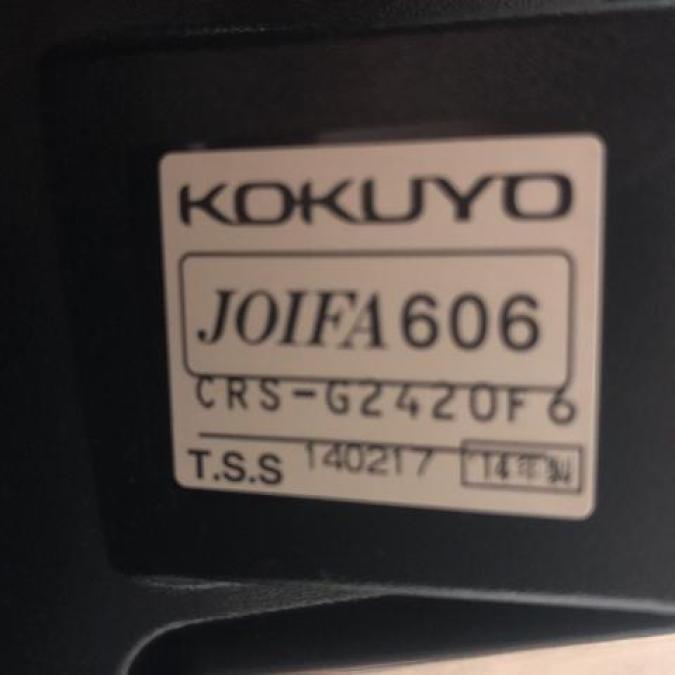 KOKUYO
JOIFA 606
CRS-G2420F6
T.S.S 140217 '14年製